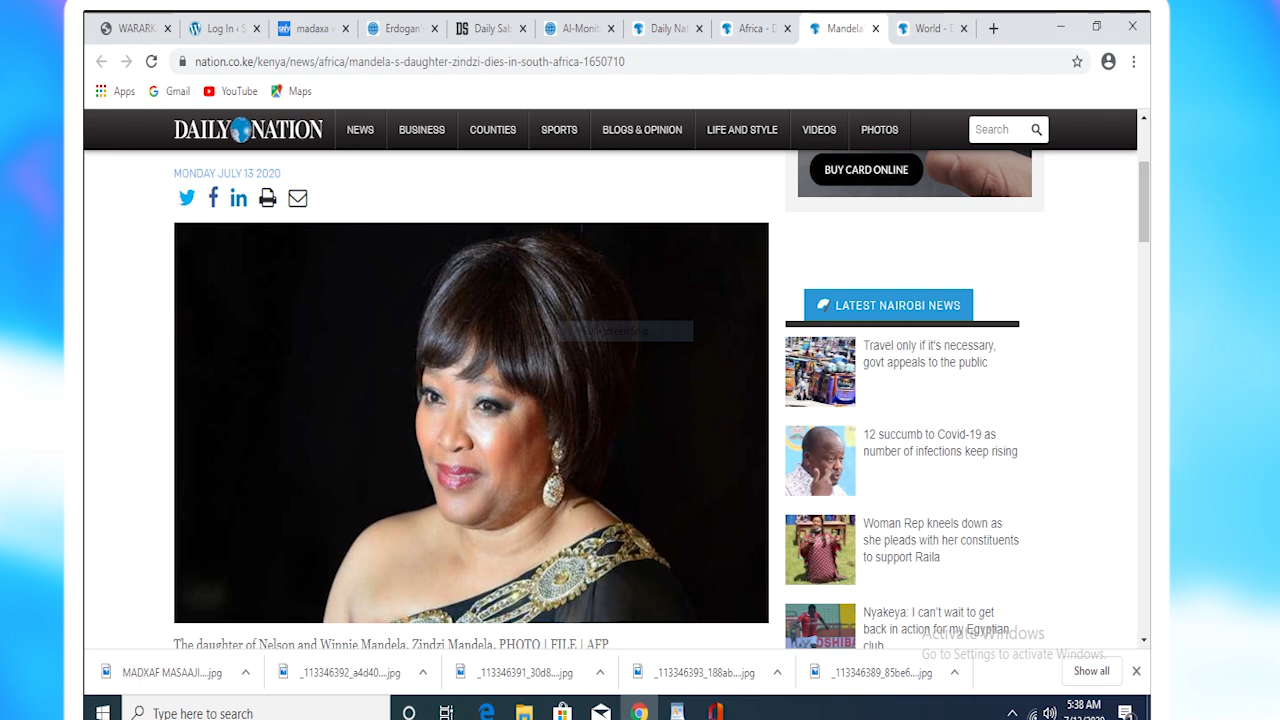 WARARK
Log In ‹ S
madaxa w
Erdogan'
DS Daily Sab
Al-Monit
Daily Nat
Africa - D
Mandela'
World - D
nation.co.ke/kenya/news/africa/mandela-s-daughter-zindzi-dies-in-south-africa-1650710
Apps Gmail YouTube Maps
DAILY NATION NEWS BUSINESS COUNTIES SPORTS BLOGS & OPINION LIFE AND STYLE VIDEOS PHOTOS Search
MONDAY JULY 13 2020
BUY CARD ONLINE
LATEST NAIROBI NEWS
Travel only if it's necessary,
govt appeals to the public
12 succumb to Covid-19 as
number of infections keep rising
Woman Rep kneels down as
she pleads with her constituents
to support Raila
Nyakeya: I can't wait to get
back in action for my Egyptian
club
OSHIBA
The daughter of Nelson and Winnie Mandela, Zindzi Mandela. PHOTO | FILE | AFP
Activate Windows
Go to Settings to activate Windows.
MADXAF MASAAJI....jpg
_113346392_a4d40....jpg
_113346391_30d8....jpg
_113346393_188ab....jpg
_113346389_85be6....jpg
Show all
Type here to search
5:38 AM